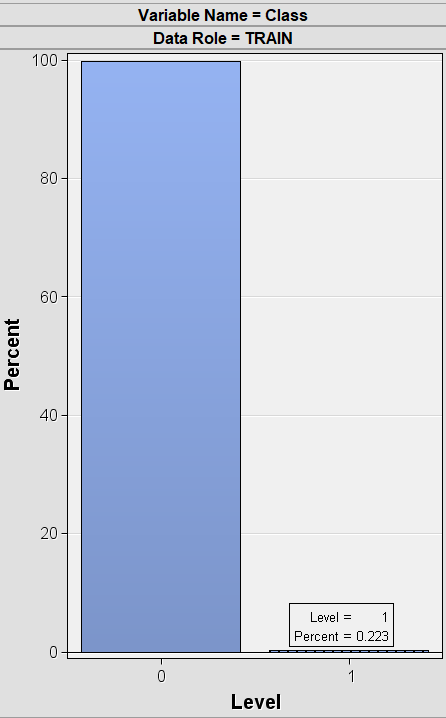 Variable Name = Class
Data Role = TRAIN
100
80
60
40
20
0
Percent
Level = 1
Percent = 0.223
0 1
Level